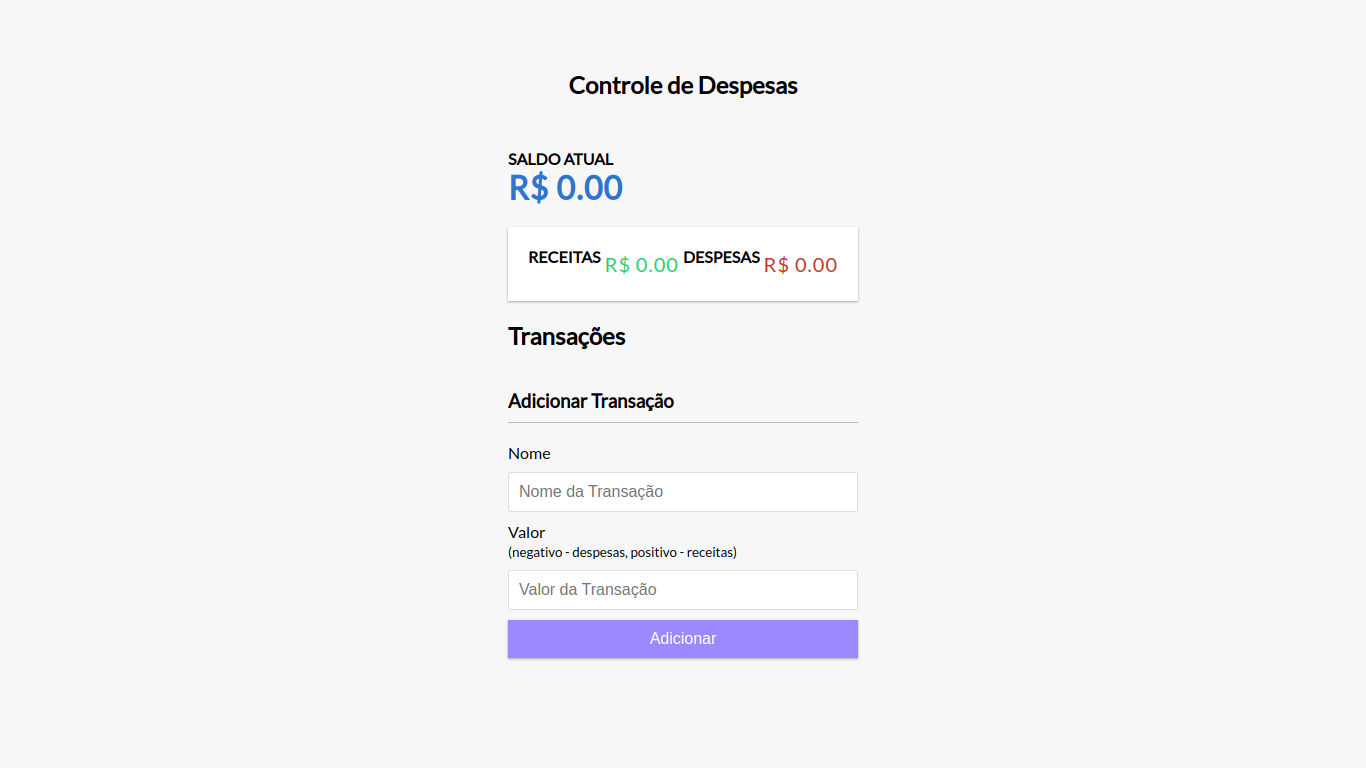 Controle de Despesas
SALDO ATUAL
R$ 0.00
RECEITAS R$ 0.00 DESPESAS R$ 0.00
Transações
Adicionar Transação
Nome
Nome da Transação
Valor
(negativo - despesas, positivo - receitas)
Valor da Transação
Adicionar